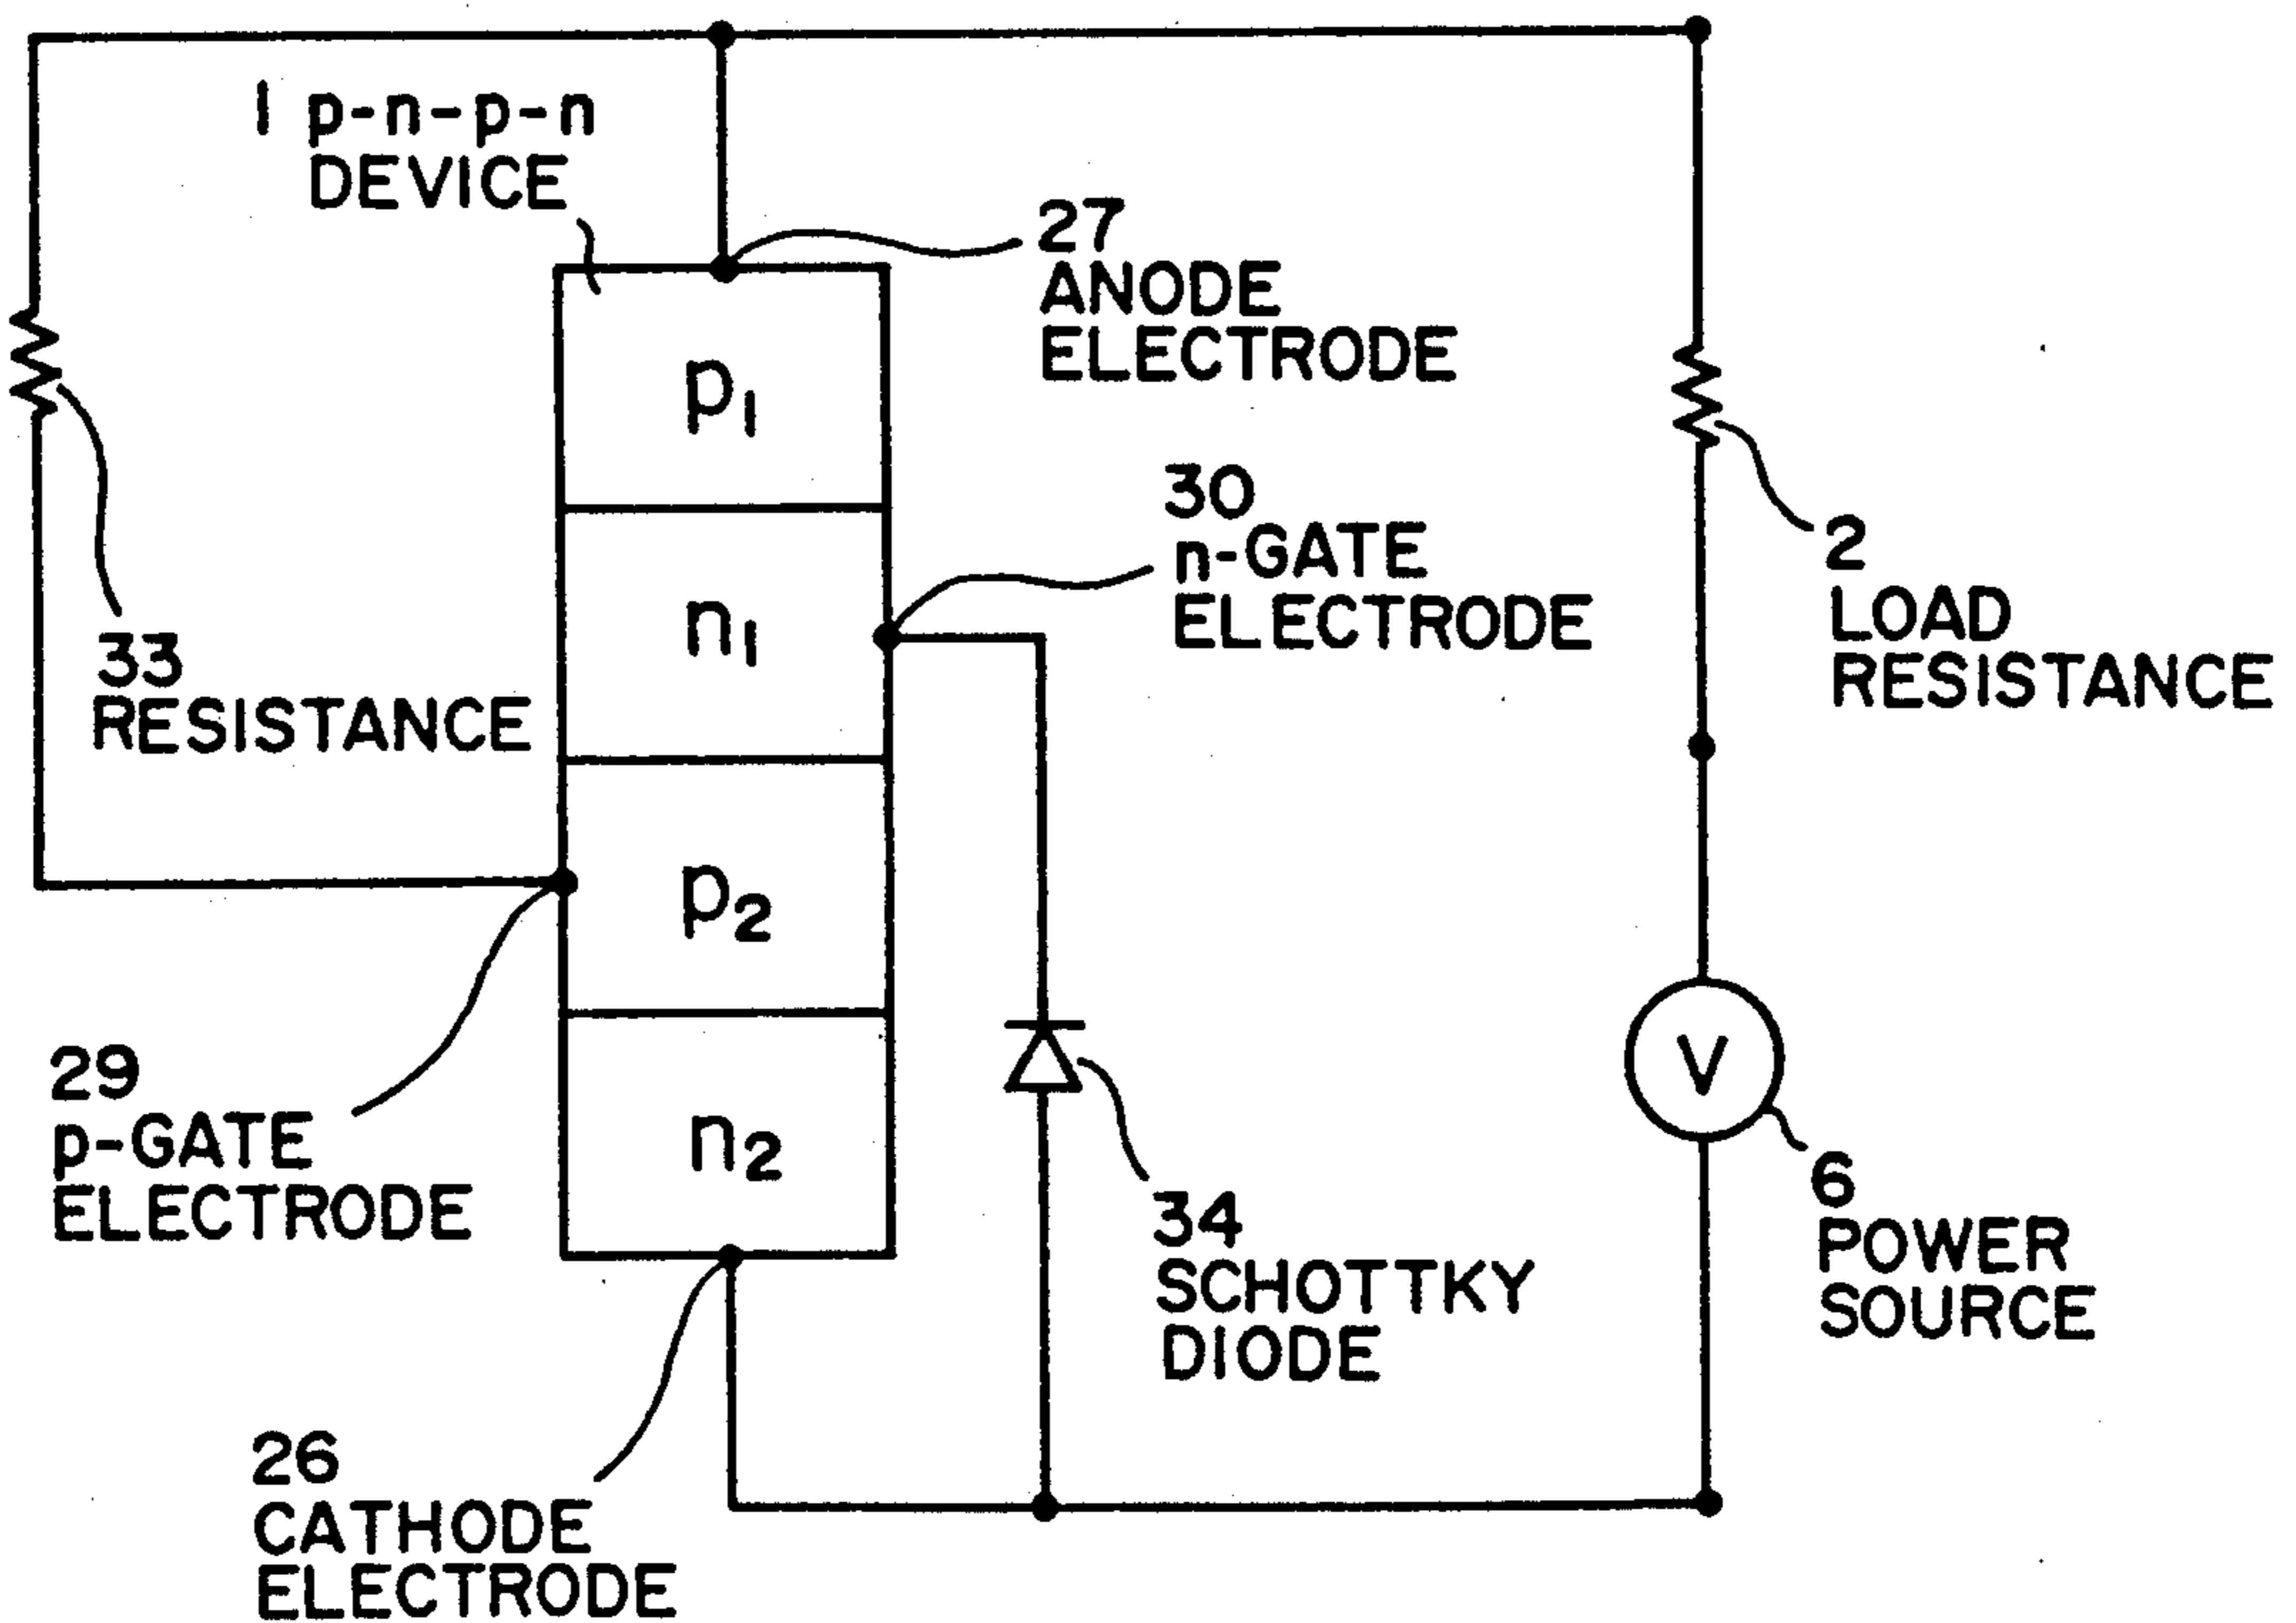 1 p-n-p-n
DEVICE
27
ANODE
ELECTRODE
p1
30
n-GATE
ELECTRODE
2
LOAD
RESISTANCE
n1
33
RESISTANCE
p2
29
p-GATE
ELECTRODE
V
n2
34
SCHOTTKY
DIODE
6
POWER
SOURCE
26
CATHODE
ELECTRODE